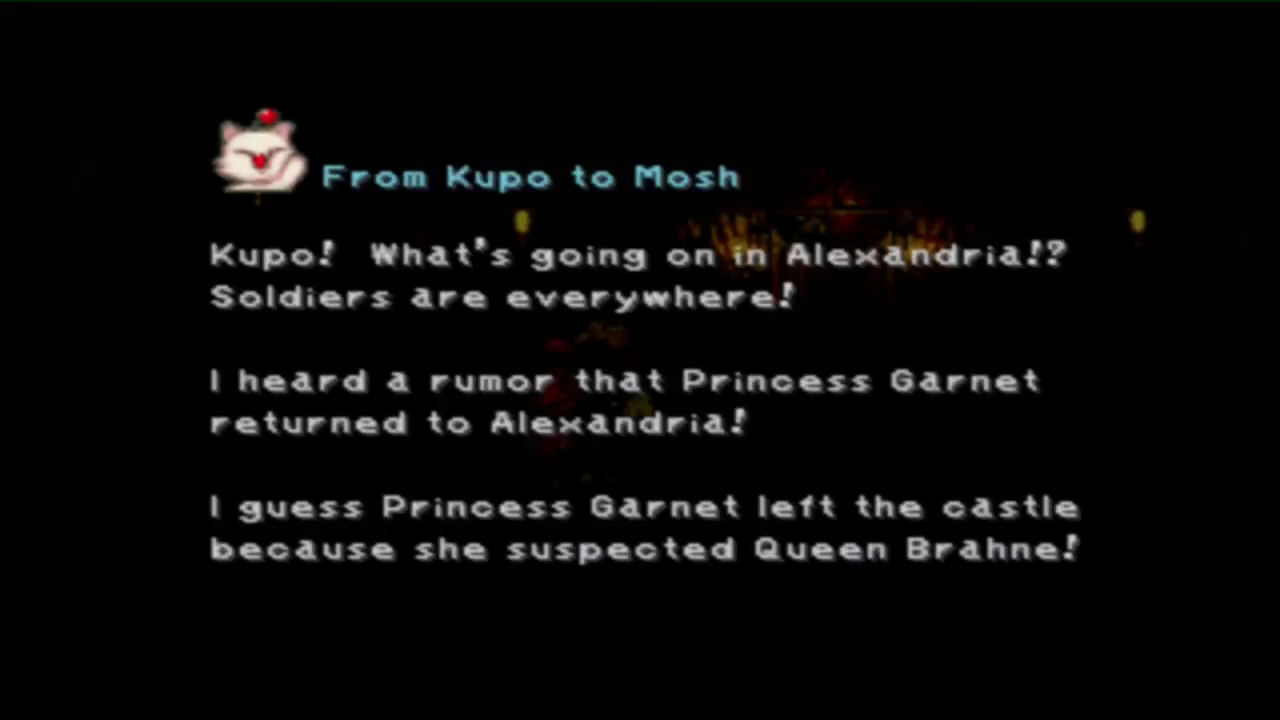 From Kupo to Mosh
Kupo! What's going on in Alexandria!?
Soldiers are everywhere!
I heard a rumor that Princess Garnet
returned to Alexandria!
I guess Princess Garnet left the castle
because she suspected Queen Brahne!